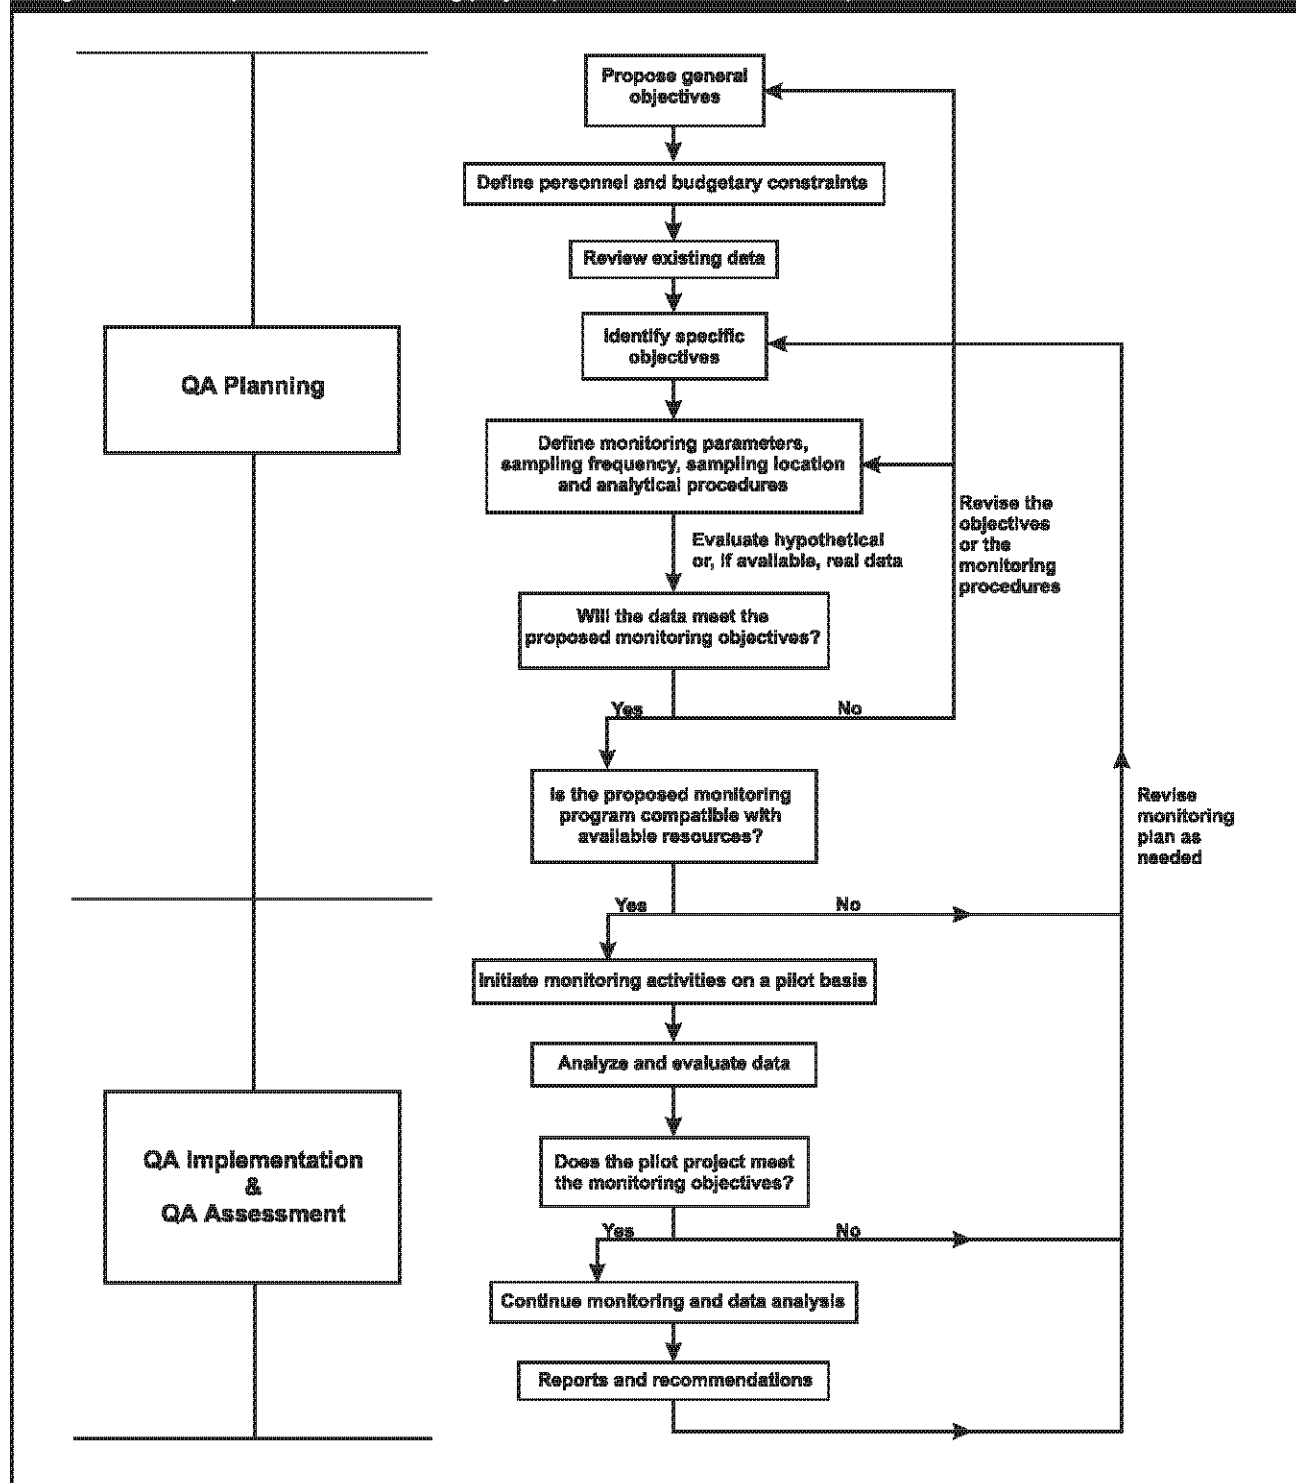 Propose general
objectives
Define personnel and budgetary constraints
Review existing data
Identify specific
objectives
QA Planning
Define monitoring parameters,
sampling frequency, sampling location
and analytical procedures
Revise the
objectives
or the
monitoring
procedures
Evaluate hypothetical
or, if available, real data
Will the data meet the
proposed monitoring objectives?
Yes
No
Is the proposed monitoring
program compatible with
available resources?
Revise
monitoring
plan as
needed
Yes
No
Initiate monitoring activities on a pilot basis
Analyze and evaluate data
QA Implementation
&
QA Assessment
Does the pilot project meet
the monitoring objectives?
Yes
No
Continue monitoring and data analysis
Reports and recommendations